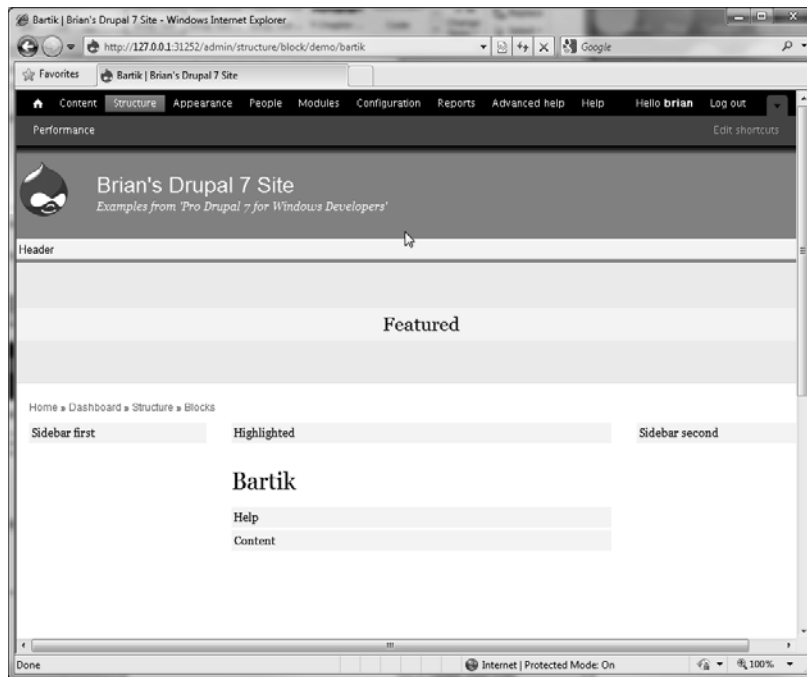 Bartik | Brian's Drupal 7 Site - Windows Internet Explorer
http://127.0.0.1:31252/admin/structure/block/demo/bartik
Google
Favorites
Bartik | Brian's Drupal 7 Site
Content Structure Appearance People Modules Configuration Reports Advanced help Help Hello brian Log out
Performance Edit shortcuts
Brian's Drupal 7 Site
Examples from 'Pro Drupal 7 for Windows Developers'
Header
Featured
Home » Dashboard » Structure » Blocks
Sidebar first Highlighted Sidebar second
Bartik
Help
Content
Done Internet | Protected Mode: On 100%